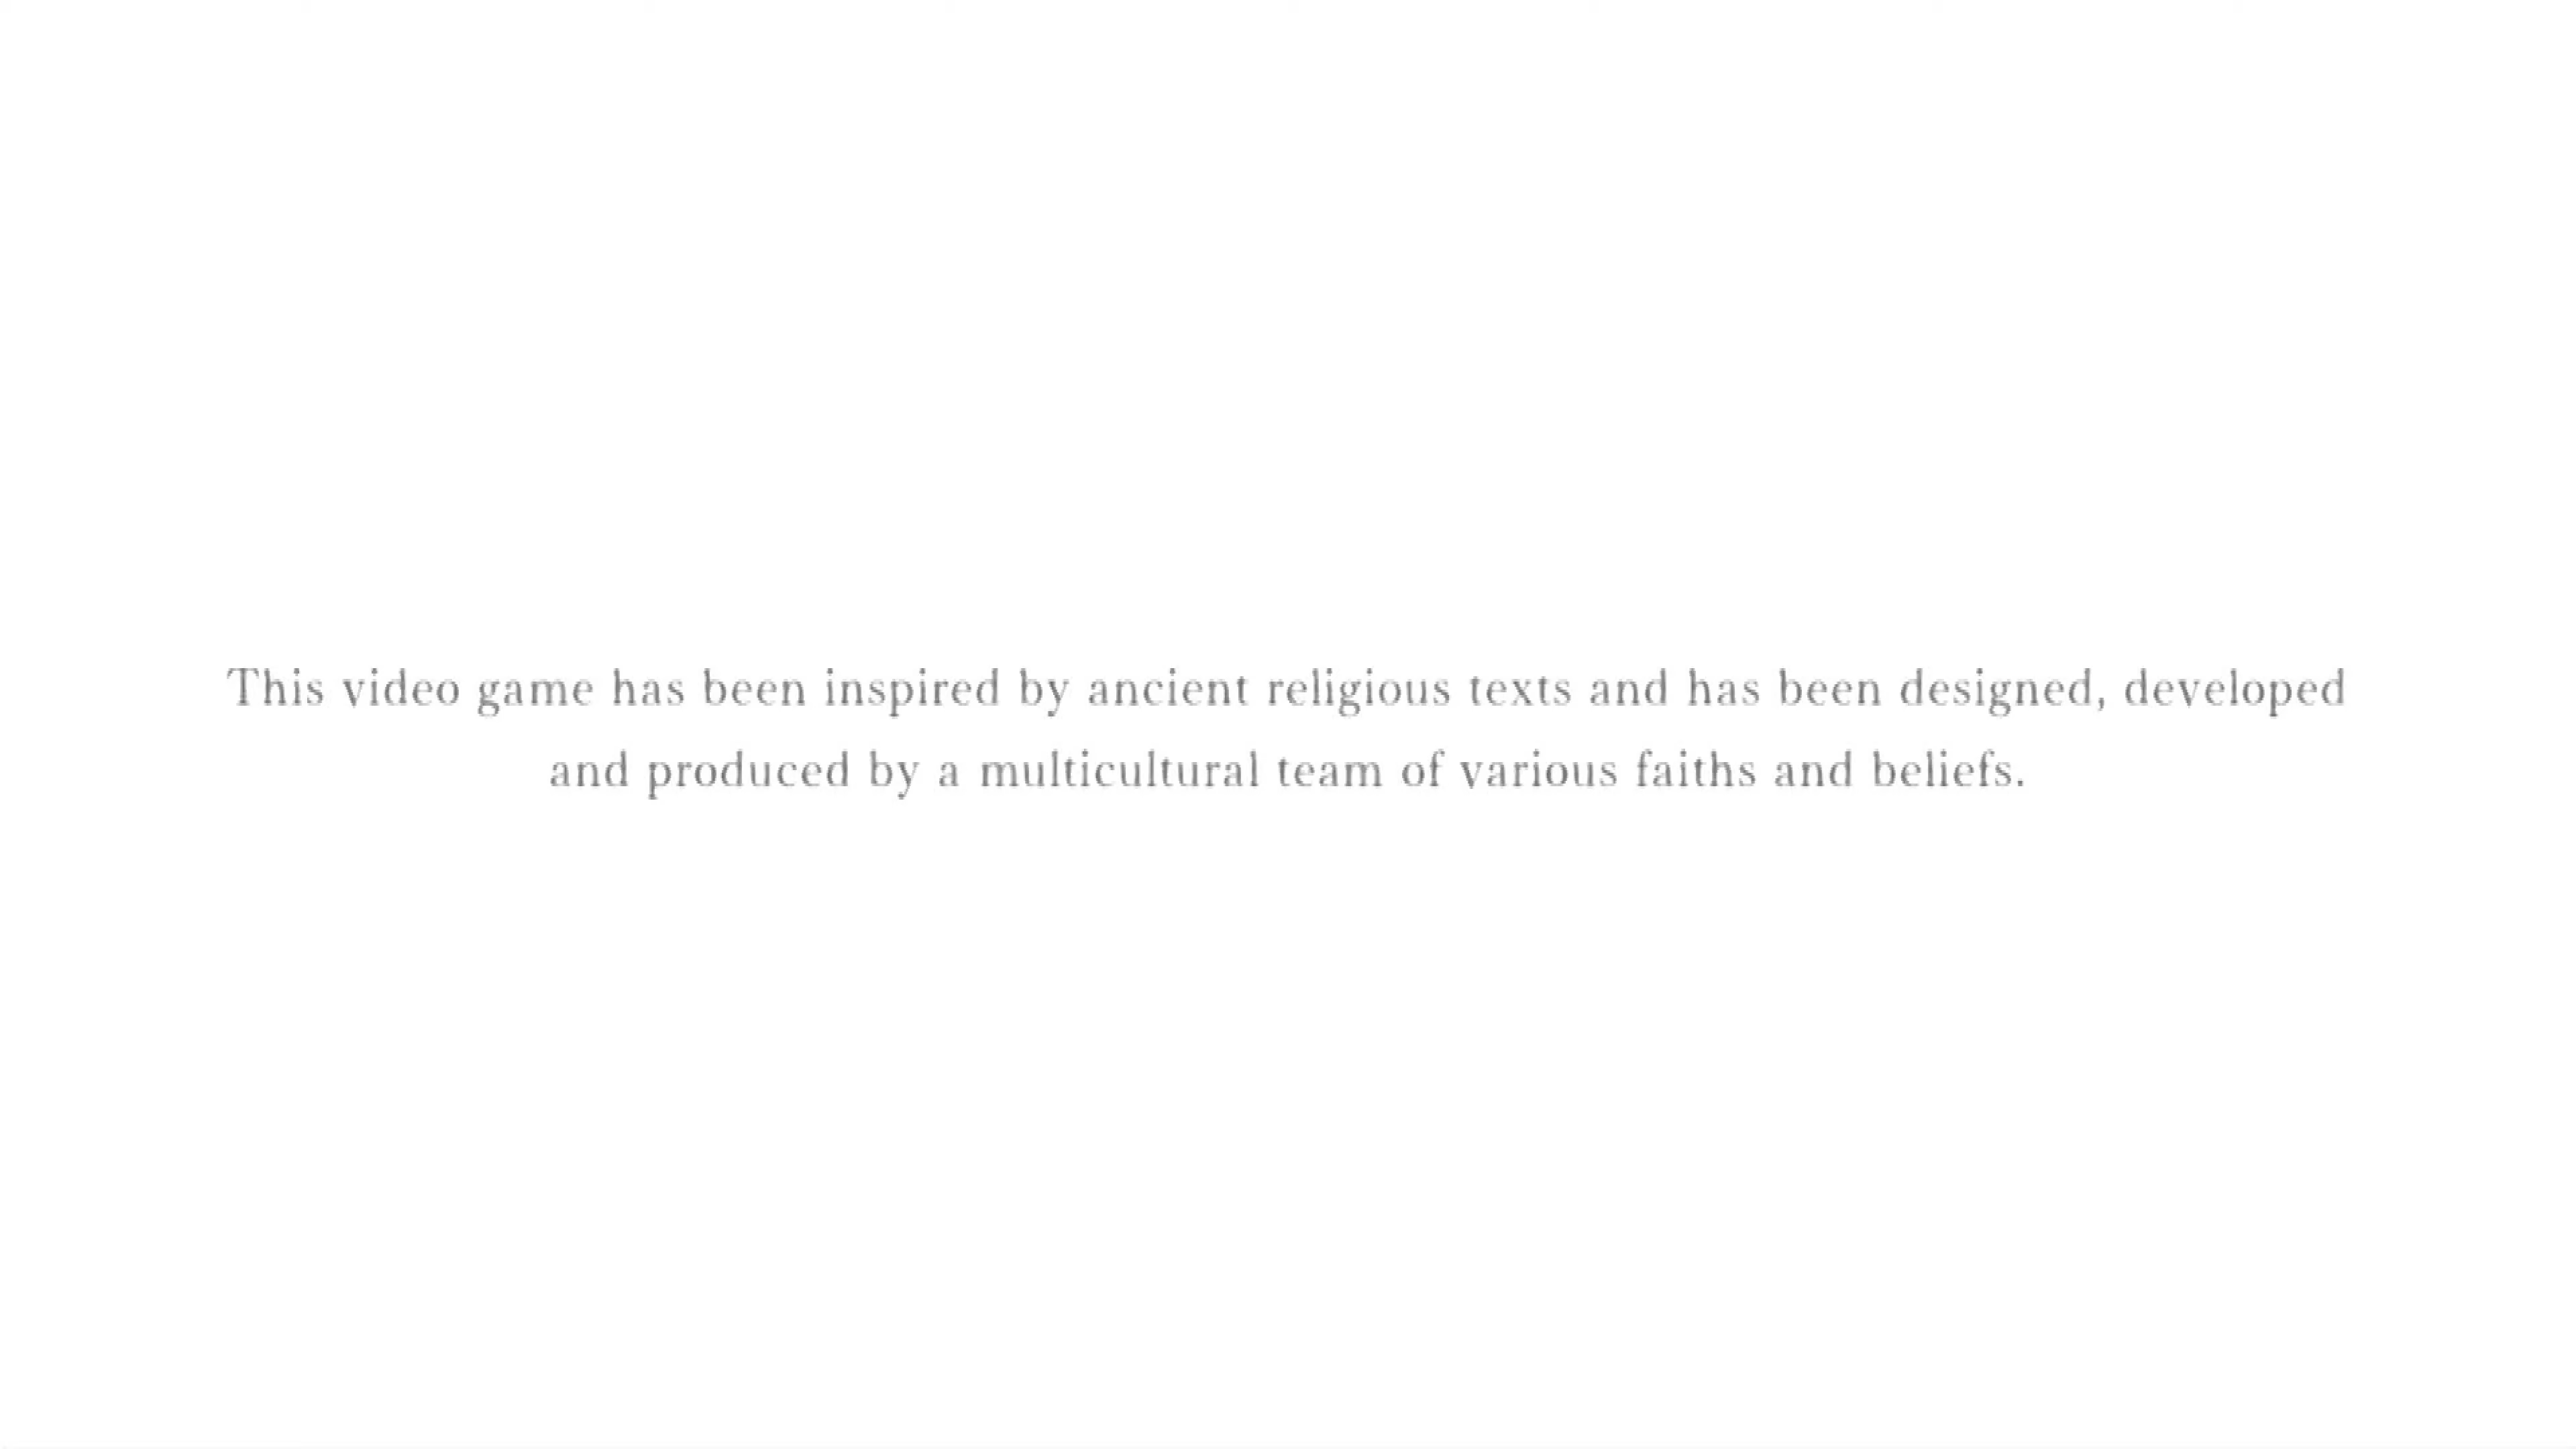 This video game has been inspired by ancient religious texts and has been designed, developed
and produced by a multicultural team of various faiths and beliefs.